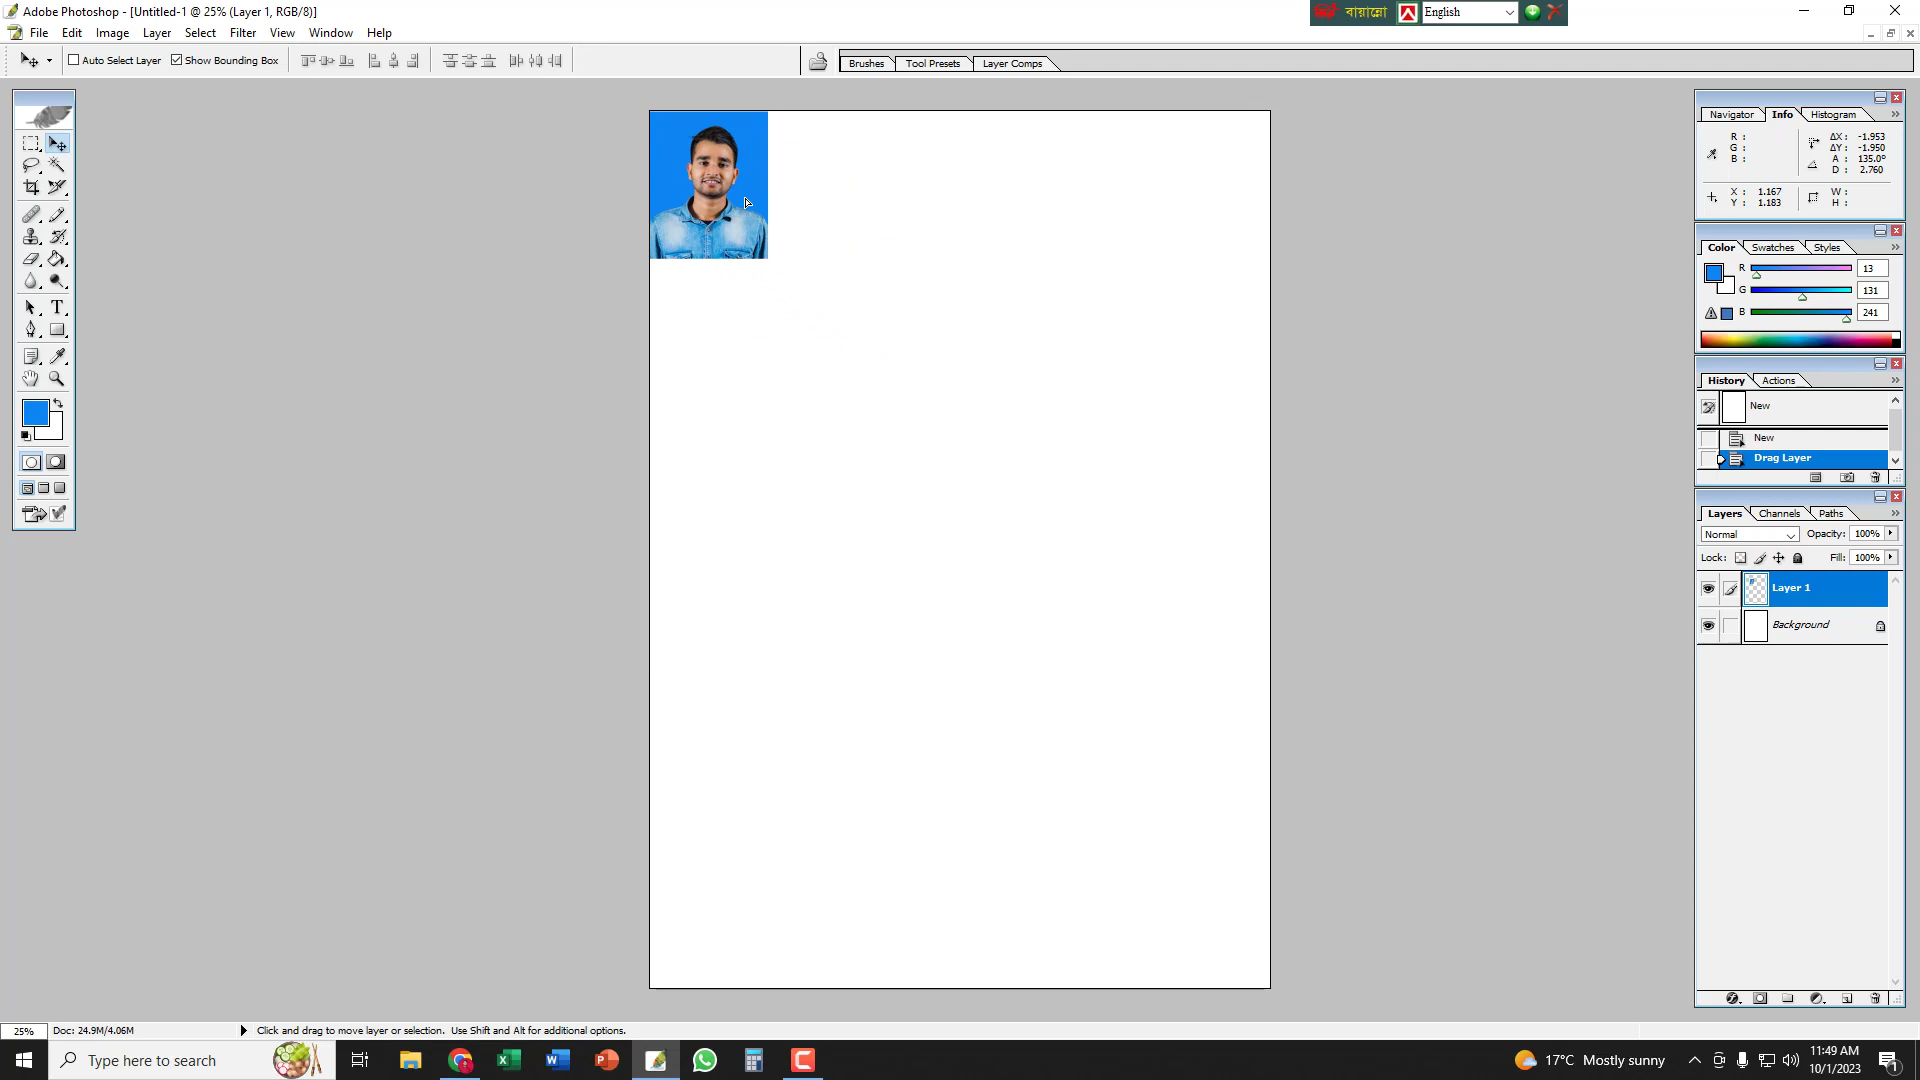 Adobe Photoshop - [Untitled-1 @ 25% (Layer 1, RGB/8)]
বায়ান্নো
English
File Edit Image Layer Select Filter View Window Help
Auto Select Layer
Show Bounding Box
Brushes
Tool Presets
Layer Comps
Navigator
Info
Histogram
R :
G :
B :
ΔX : -1.953
ΔY : -1.950
A : 135.0º
D : 2.760
X : 1.167
Y : 1.183
W :
H :
Color
Swatches
Styles
R 13
G 131
B 241
History
Actions
New
New
Drag Layer
Layers
Channels
Paths
Normal
Opacity: 100%
Lock:
Fill: 100%
Layer 1
Background
T
25%
Doc: 24.9M/4.06M
Click and drag to move layer or selection. Use Shift and Alt for additional options.
Type here to search
17°C Mostly sunny
11:49 AM
10/1/2023
1